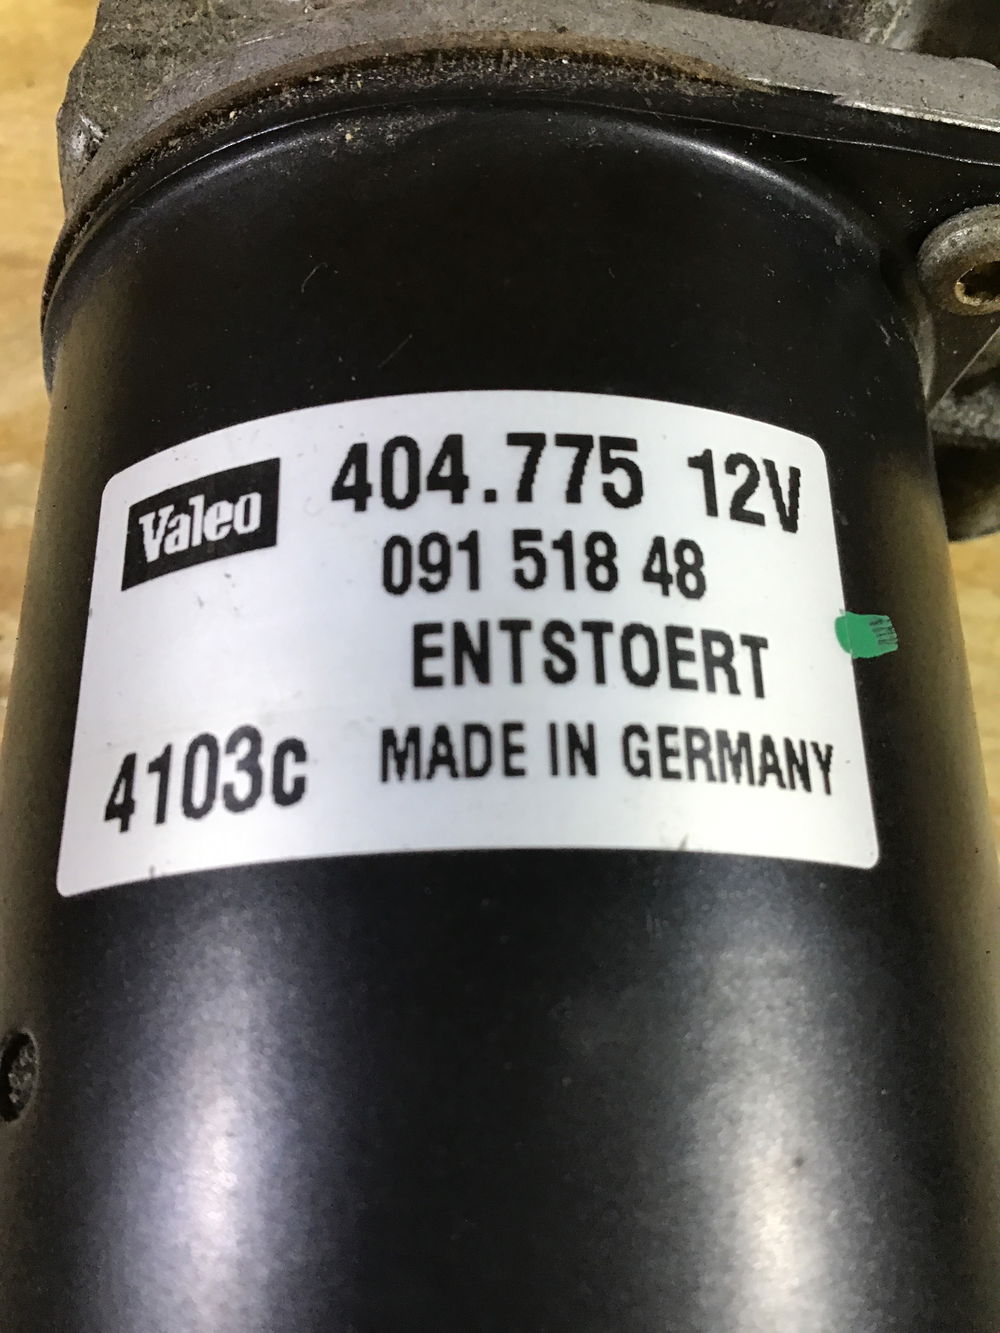 Valeo 404.775 12V
091 518 48
ENTSTOERT
4103c MADE IN GERMANY